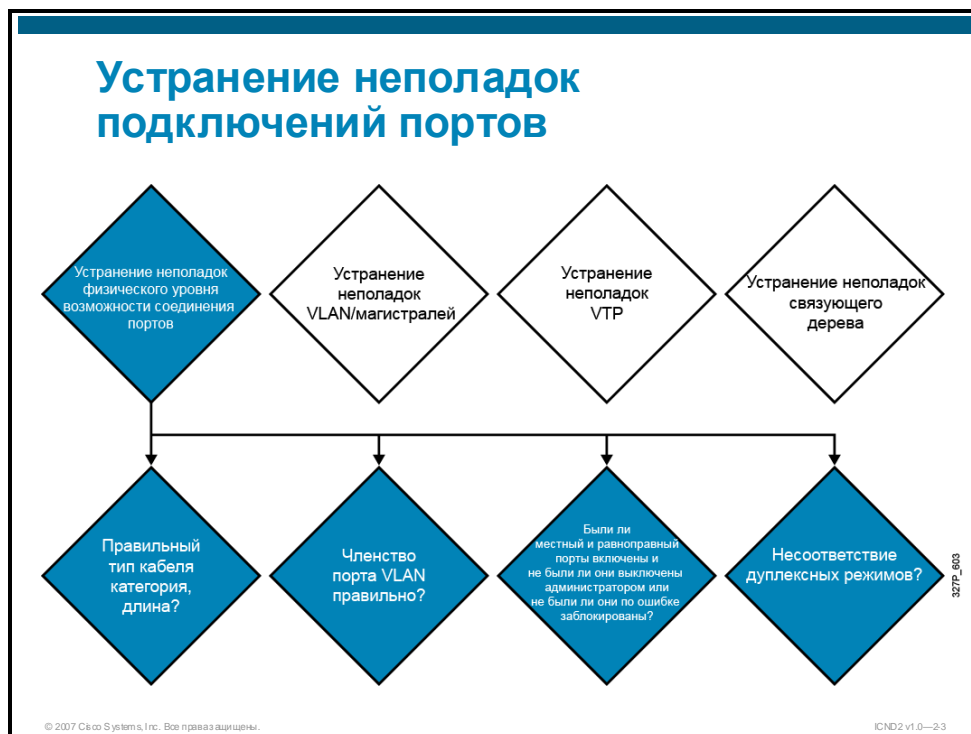 Устранение неполадок
подключений портов
Устранение неполадок
физического уровня
возможности соединения
портов
Устранение
неполадок
VLAN/магистралей
Устранение
неполадок
VTP
Устранение неполадок
связующего
дерева
Правильный
тип кабеля
категория,
длина?
Членство
порта VLAN
правильно?
Были ли
местный и равноправный
порты включены и
не были ли они выключены
администратором или
не были ли они по ошибке
заблокированы?
Несоответствие
дуплексных режимов?
327P_603
© 2007 Cisco Systems, Inc. Все права защищены.
ICND2 v1.0—2-3